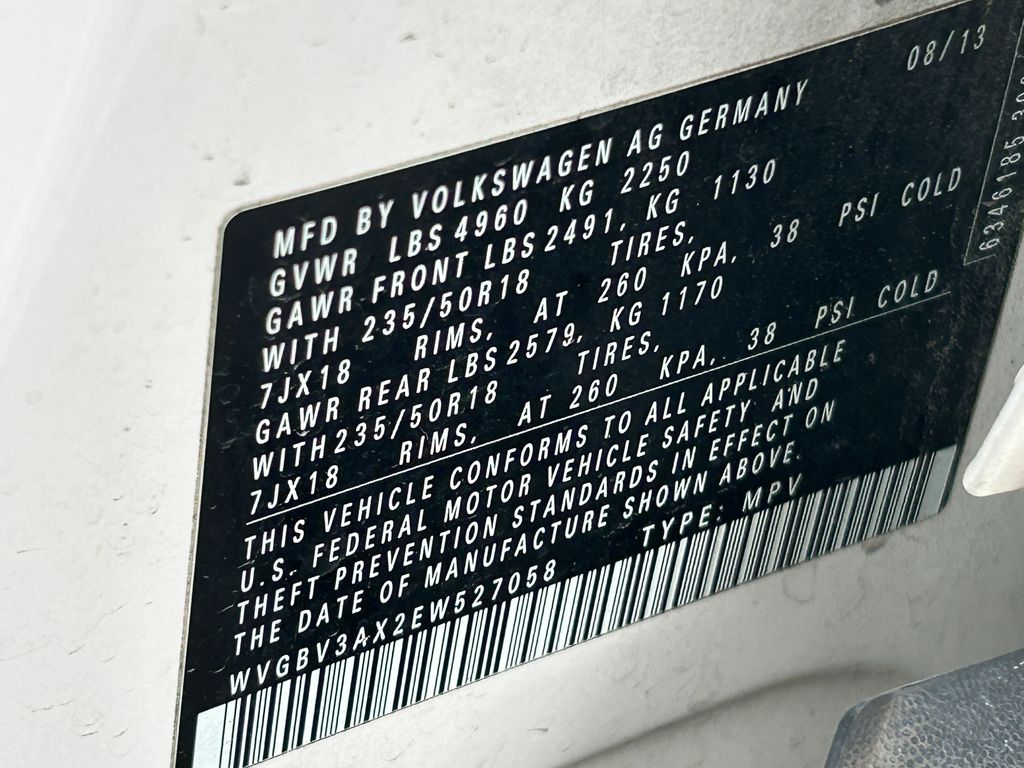 08/13
MFD BY VOLKSWAGEN AG GERMANY
GVWR LBS 4960 KG 2250
GAWR FRONT LBS 2491, KG 1130
WITH 235/50R18 TIRES,
7JX18 RIMS, AT 260 KPA, 38 PSI COLD
GAWR REAR LBS 2579, KG 1170
WITH 235/50R18 TIRES,
7JX18 RIMS, AT 260 KPA, 38 PSI COLD
THIS VEHICLE CONFORMS TO ALL APPLICABLE
U.S. FEDERAL MOTOR VEHICLE SAFETY AND
THEFT PREVENTION STANDARDS IN EFFECT ON
THE DATE OF MANUFACTURE SHOWN ABOVE.
WVGBV3AX2EW527058 TYPE: MPV
6346185